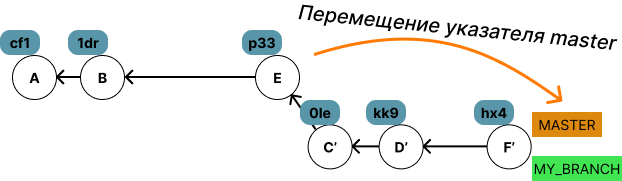 Перемещение указателя master
cf1
1dr
p33
A
B
E
0le
kk9
hx4
MASTER
C′
D′
F′
MY_BRANCH